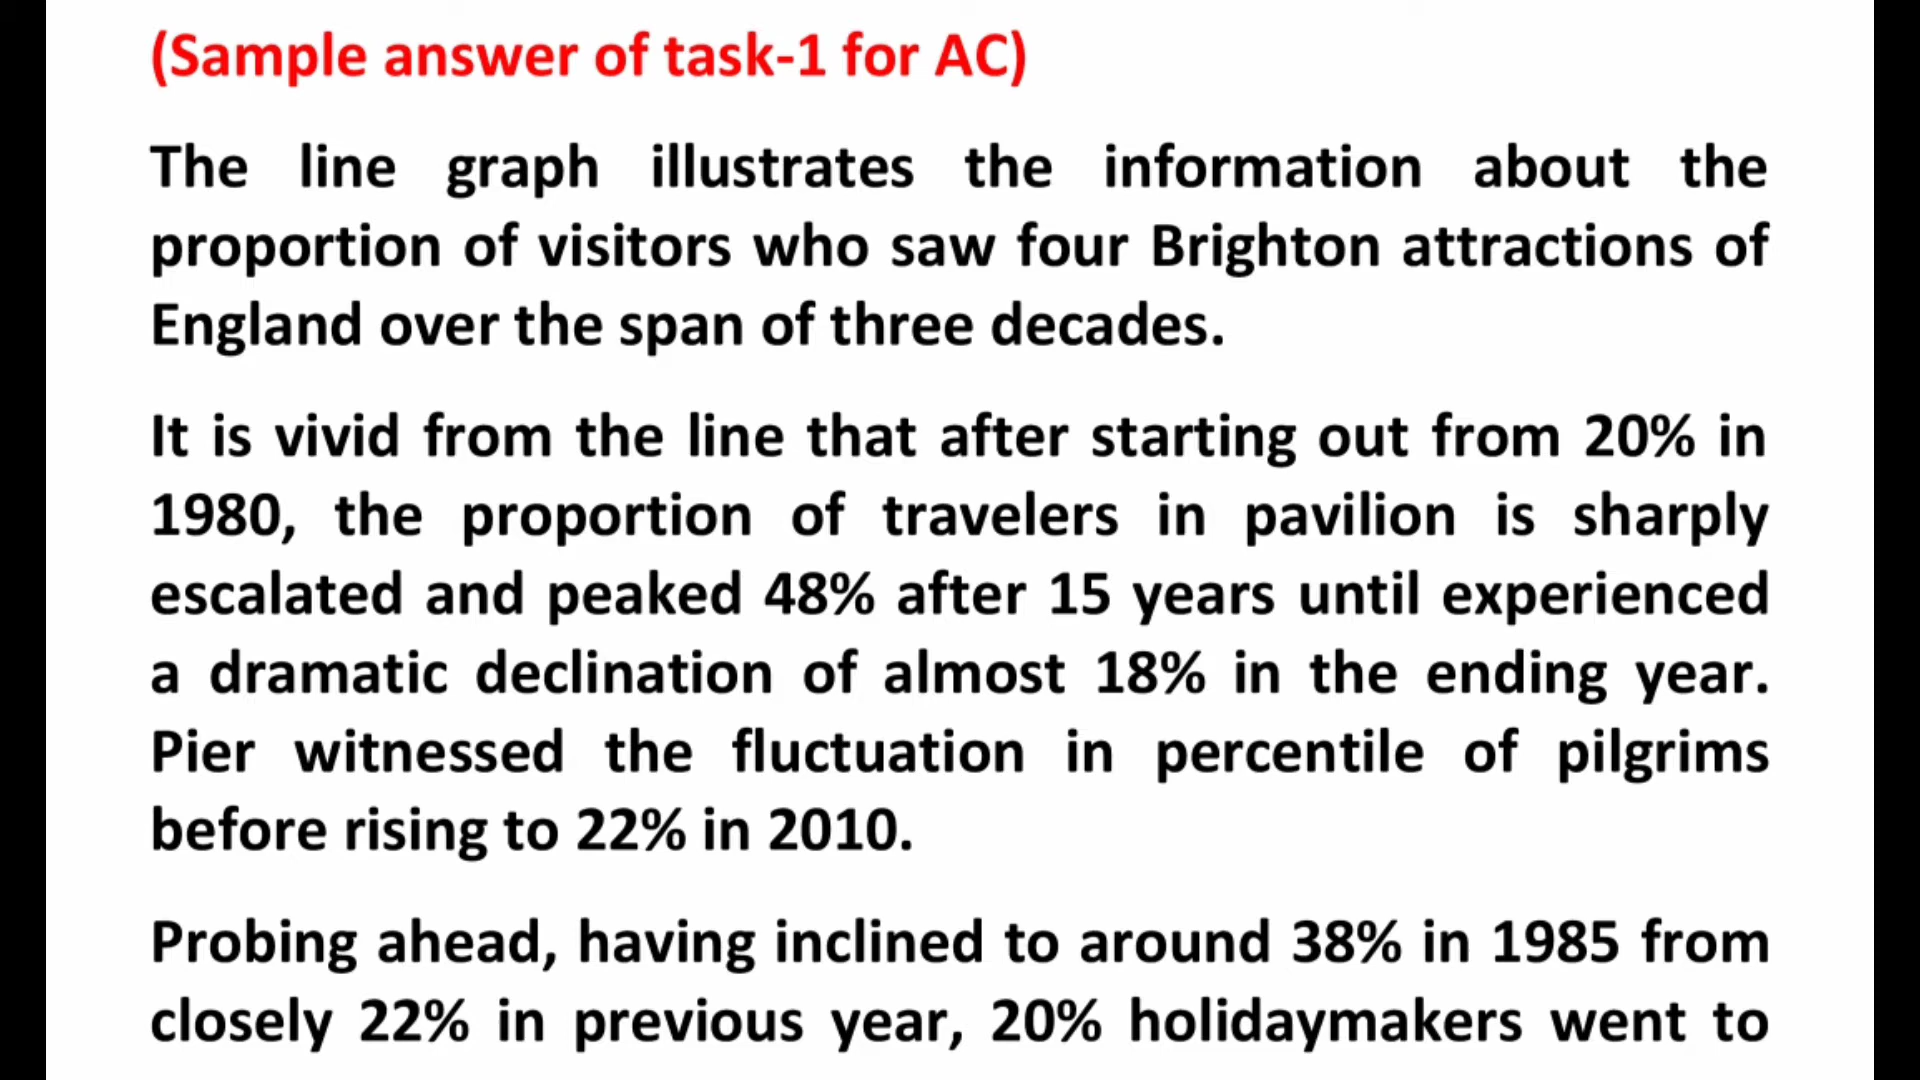 (Sample answer of task-1 for AC)
The line graph illustrates the information about the
proportion of visitors who saw four Brighton attractions of
England over the span of three decades.
It is vivid from the line that after starting out from 20% in
1980, the proportion of travelers in pavilion is sharply
escalated and peaked 48% after 15 years until experienced
a dramatic declination of almost 18% in the ending year.
Pier witnessed the fluctuation in percentile of pilgrims
before rising to 22% in 2010.
Probing ahead, having inclined to around 38% in 1985 from
closely 22% in previous year, 20% holidaymakers went to